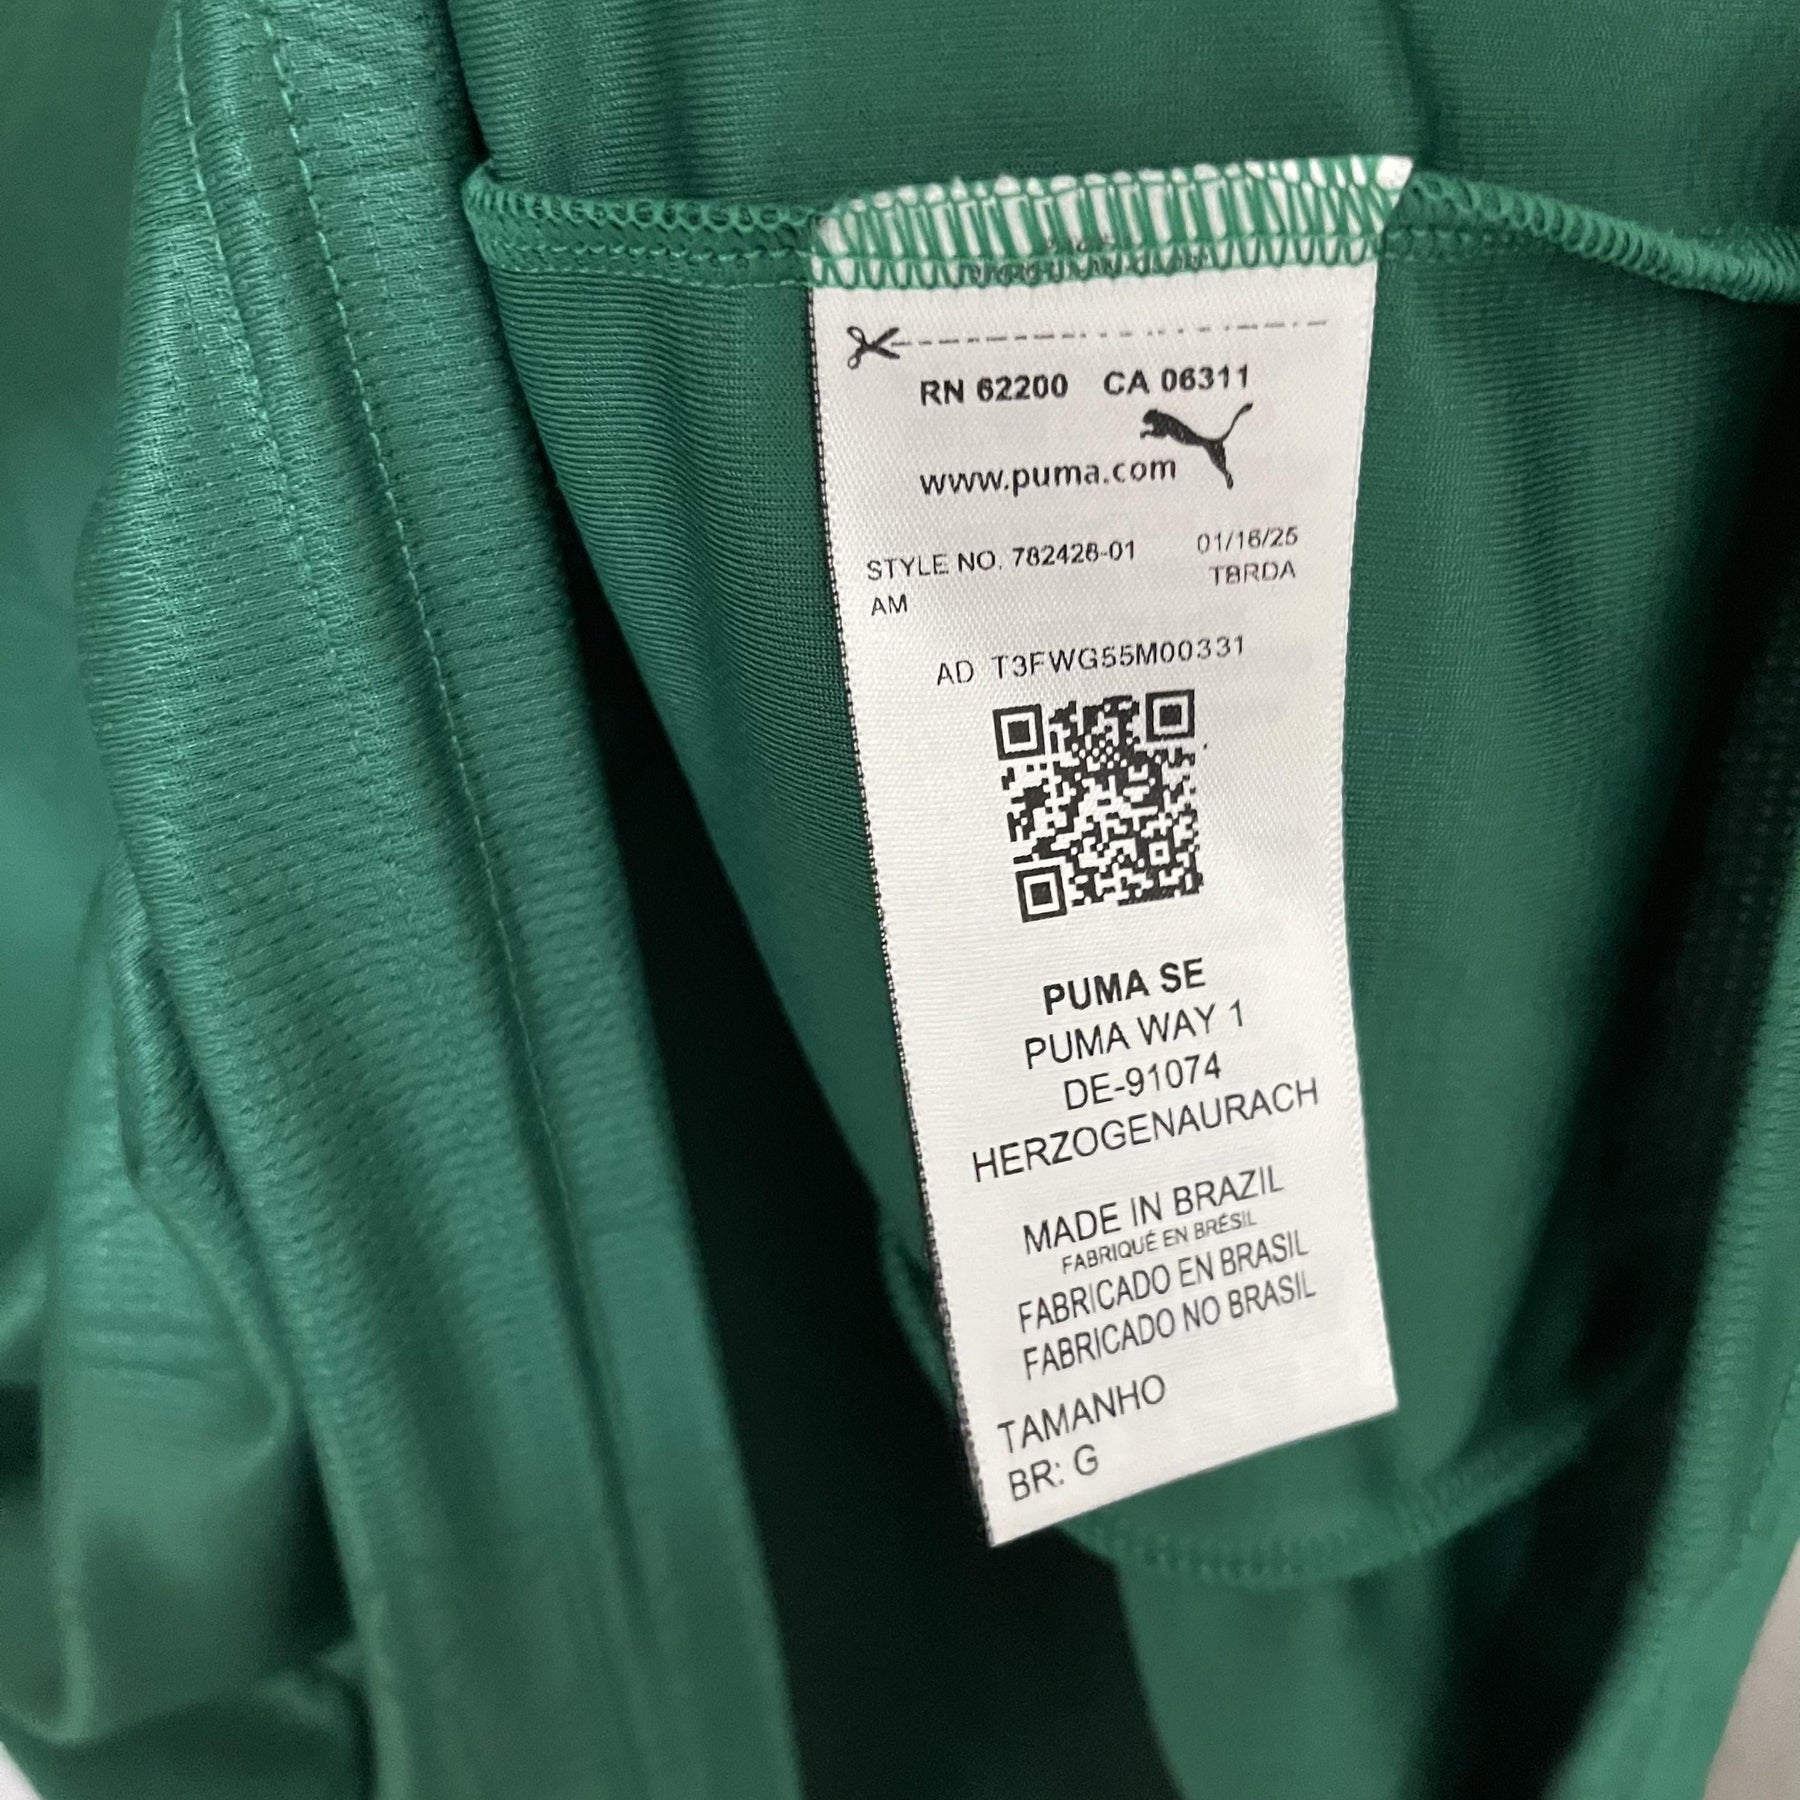 RN 62200 CA 06311
www.puma.com
STYLE NO. 782428-01 01/16/25
AM TBRDA
AD T3FWG55M00331
PUMA SE
PUMA WAY 1
DE-91074
HERZOGENAURACH
MADE IN BRAZIL
FABRIQUÉ EN BRÉSIL
FABRICADO EN BRASIL
FABRICADO NO BRASIL
TAMANHO
BR: G